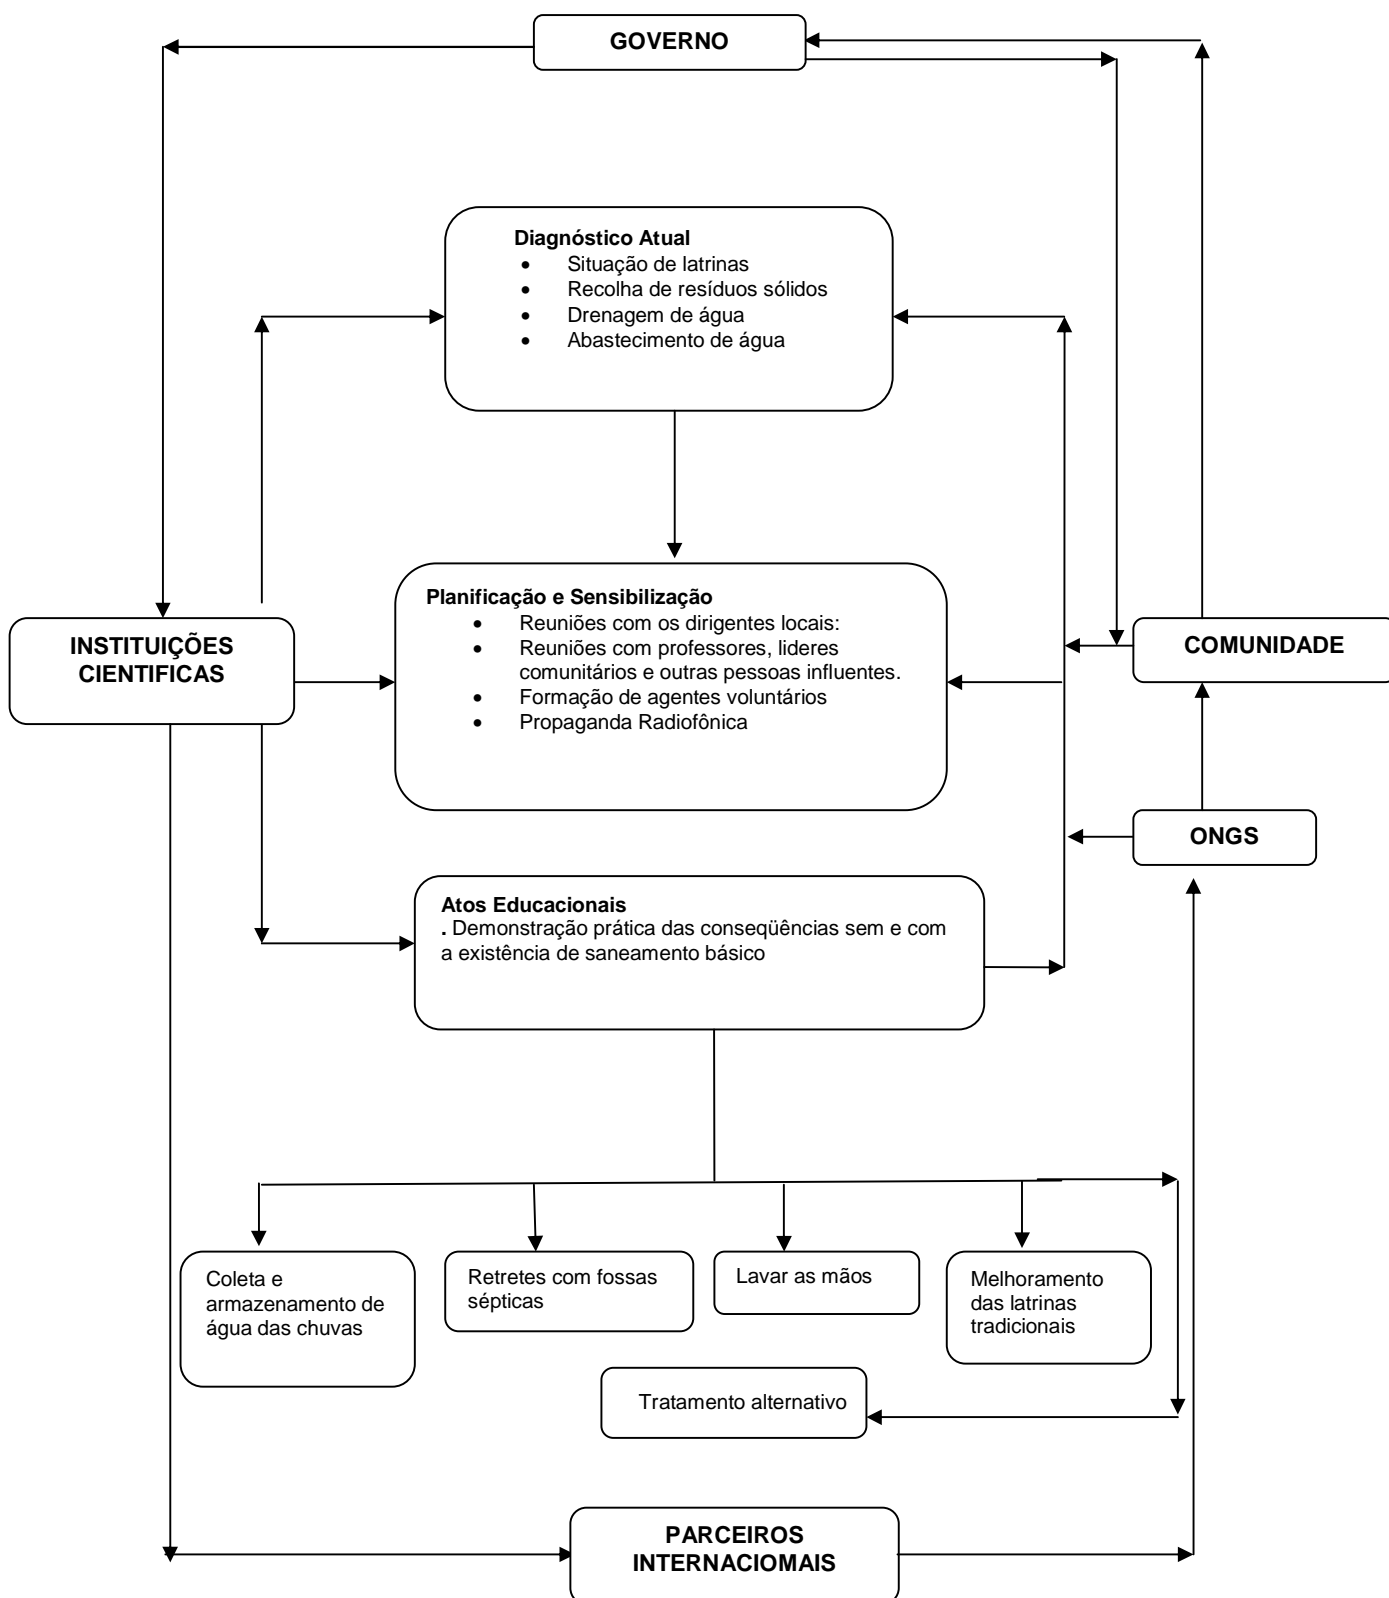 GOVERNO
Diagnóstico Atual
• Situação de latrinas
• Recolha de resíduos sólidos
• Drenagem de água
• Abastecimento de água
Planificação e Sensibilização
• Reuniões com os dirigentes locais:
• Reuniões com professores, lideres
comunitários e outras pessoas influentes.
• Formação de agentes voluntários
• Propaganda Radiofônica
INSTITUIÇÕES
CIENTIFICAS
COMUNIDADE
ONGS
Atos Educacionais
. Demonstração prática das conseqüências sem e com
a existência de saneamento básico
Coleta e
armazenamento de
água das chuvas
Retretes com fossas
sépticas
Lavar as mãos
Melhoramento
das latrinas
tradicionais
Tratamento alternativo
PARCEIROS
INTERNACIOMAIS